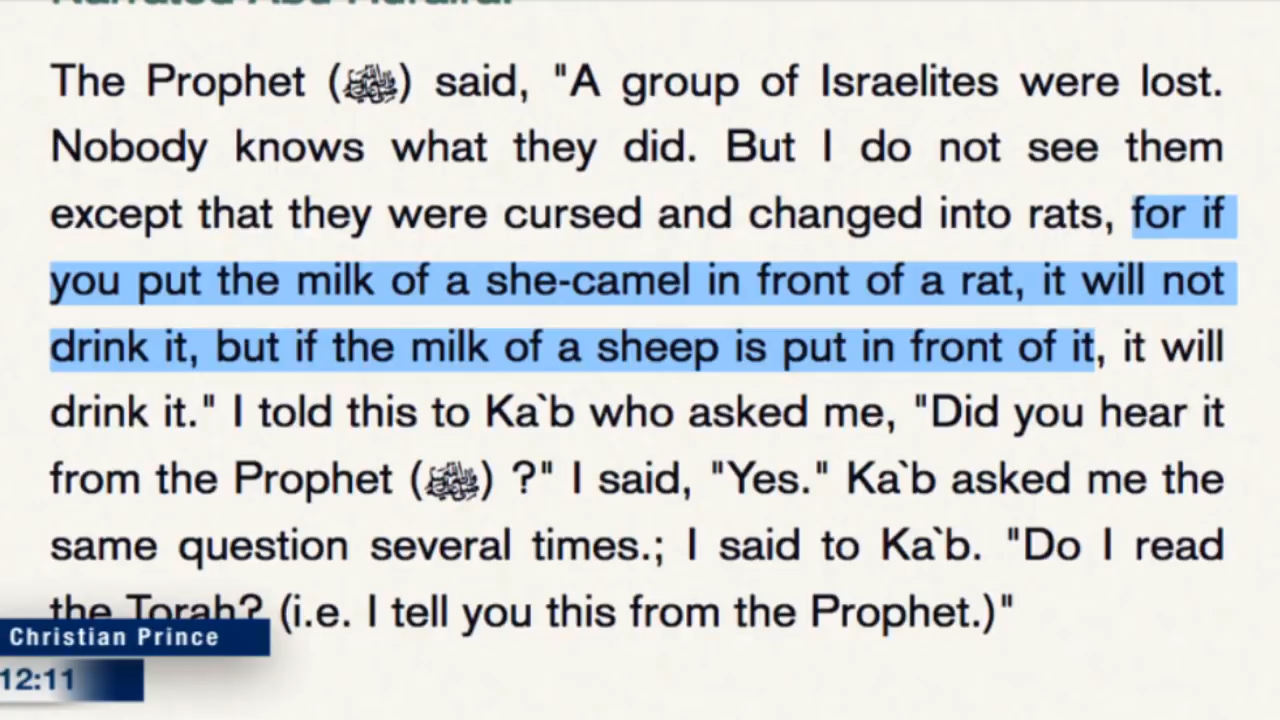 Narrated Abu Huraira:
The Prophet (ﷺ) said, "A group of Israelites were lost.
Nobody knows what they did. But I do not see them
except that they were cursed and changed into rats, for if
you put the milk of a she-camel in front of a rat, it will not
drink it, but if the milk of a sheep is put in front of it, it will
drink it." I told this to Ka`b who asked me, "Did you hear it
from the Prophet (ﷺ) ?" I said, "Yes." Ka`b asked me the
same question several times.; I said to Ka`b. "Do I read
the Torah? (i.e. I tell you this from the Prophet.)"
Christian Prince
12:11